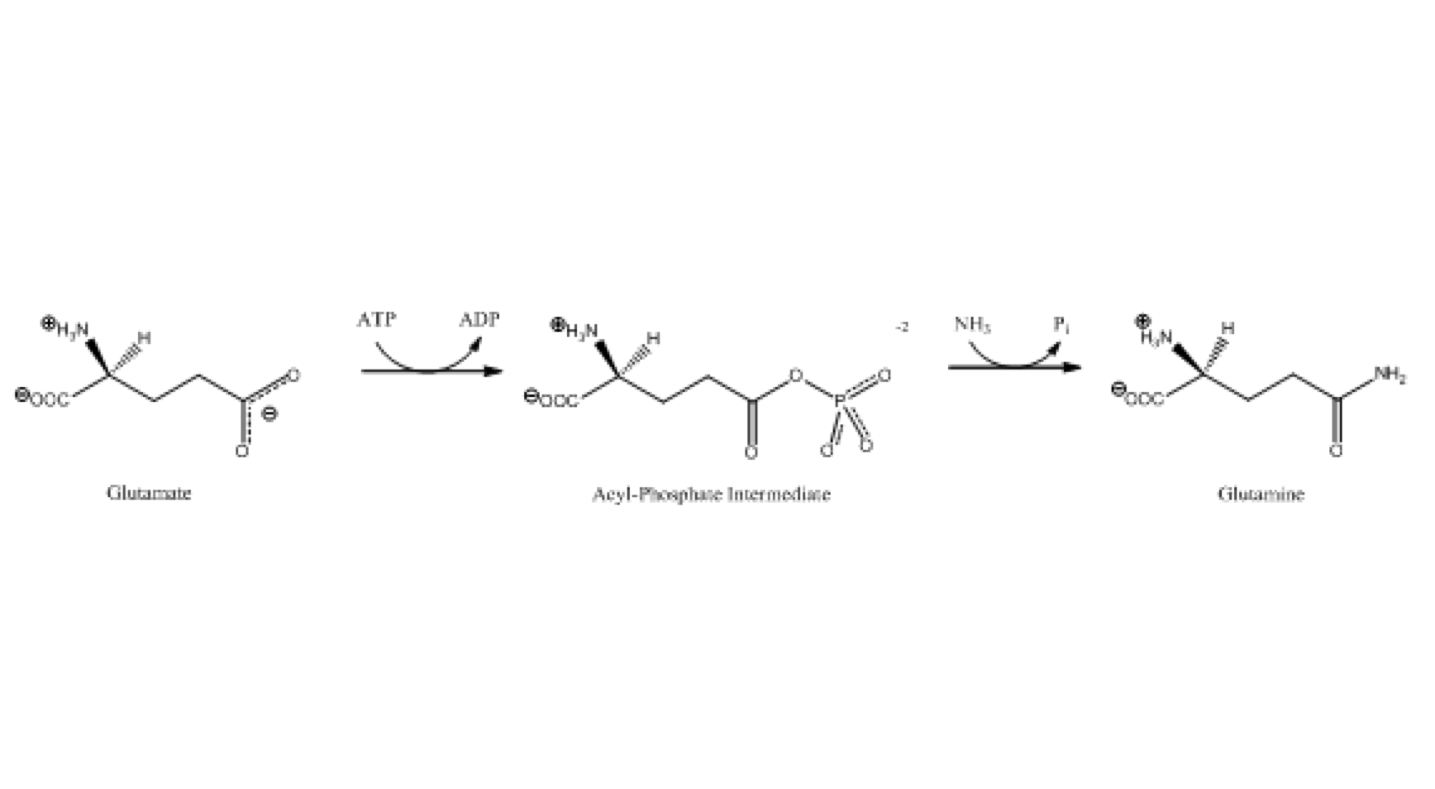 ⊕H₃N H
⊖OOC O
⊖
O
Glutamate
ATP ADP
⊕H₃N H
⊖OOC O O
P
O O O
-2
Acyl-Phosphate Intermediate
NH₃ Pᵢ
⊕
H₃N H
⊖OOC NH₂
O
Glutamine